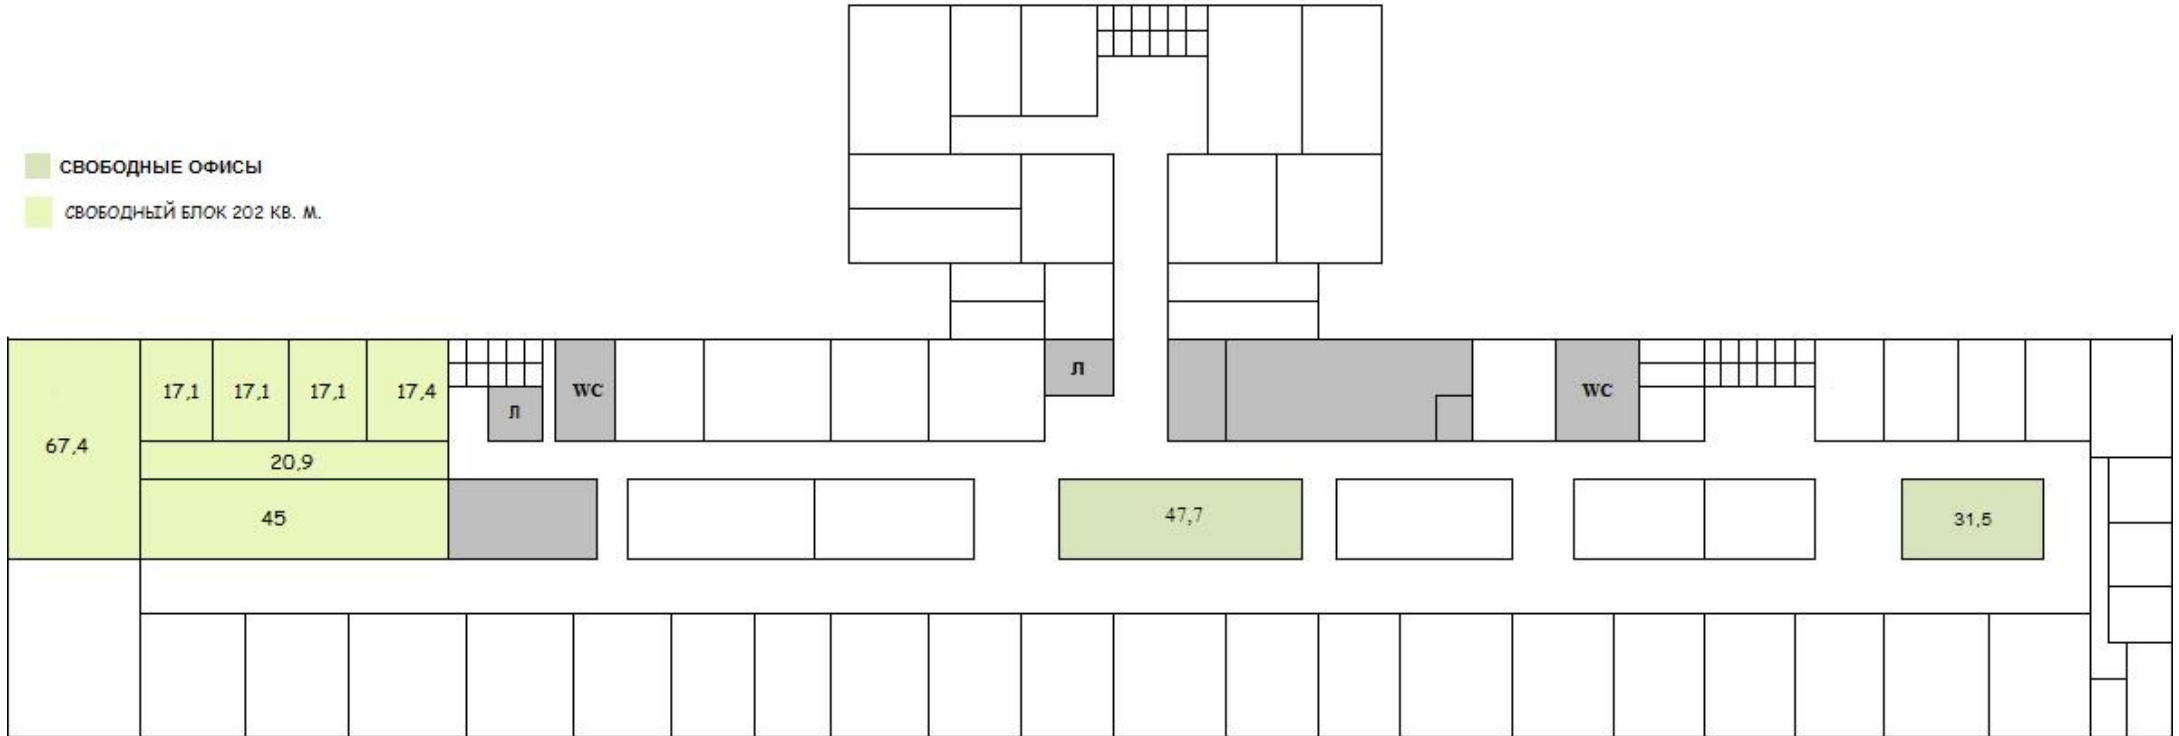 СВОБОДНЫЕ ОФИСЫ
СВОБОДНЫЙ БЛОК 202 КВ. М.
Л
17,1
17,1
17,1
17,4
WC
WC
Л
67,4
20,9
45
47,7
31,5